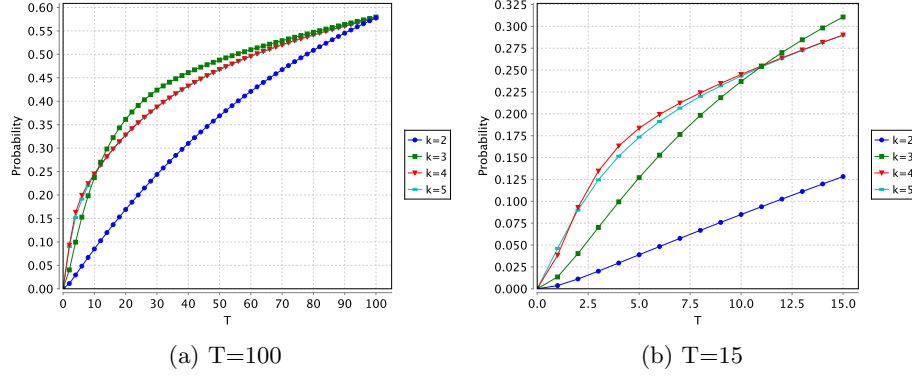 0.60
0.55
0.50
0.45
0.40
0.35
0.30
0.25
0.20
0.15
0.10
0.05
0.00
Probability
0 10 20 30 40 50 60 70 80 90 100
T
k=2
k=3
k=4
k=5
(a) T=100
0.325
0.300
0.275
0.250
0.225
0.200
0.175
0.150
0.125
0.100
0.075
0.050
0.025
0.000
Probability
0.0 2.5 5.0 7.5 10.0 12.5 15.0
T
k=2
k=3
k=4
k=5
(b) T=15